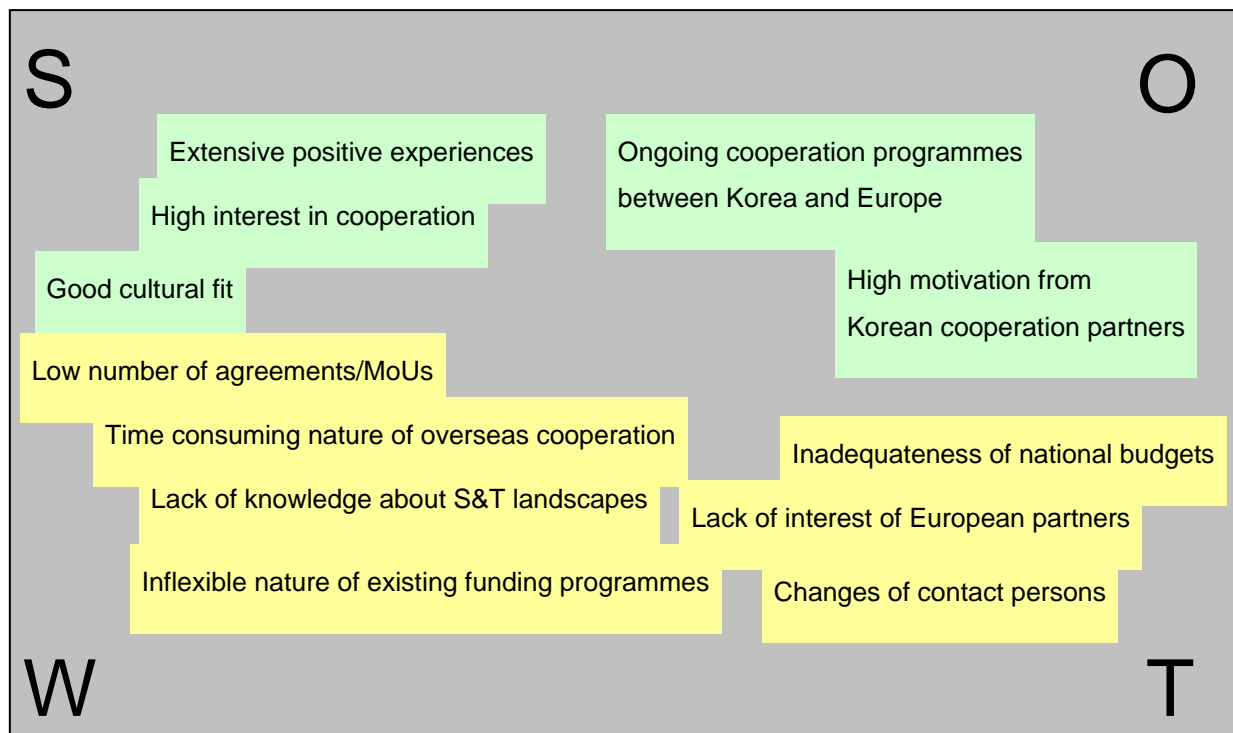 S
Extensive positive experiences
High interest in cooperation
Good cultural fit
O
Ongoing cooperation programmes
between Korea and Europe
High motivation from
Korean cooperation partners
Low number of agreements/MoUs
Time consuming nature of overseas cooperation
Lack of knowledge about S&T landscapes
Inflexible nature of existing funding programmes
W
Inadequateness of national budgets
Lack of interest of European partners
Changes of contact persons
T